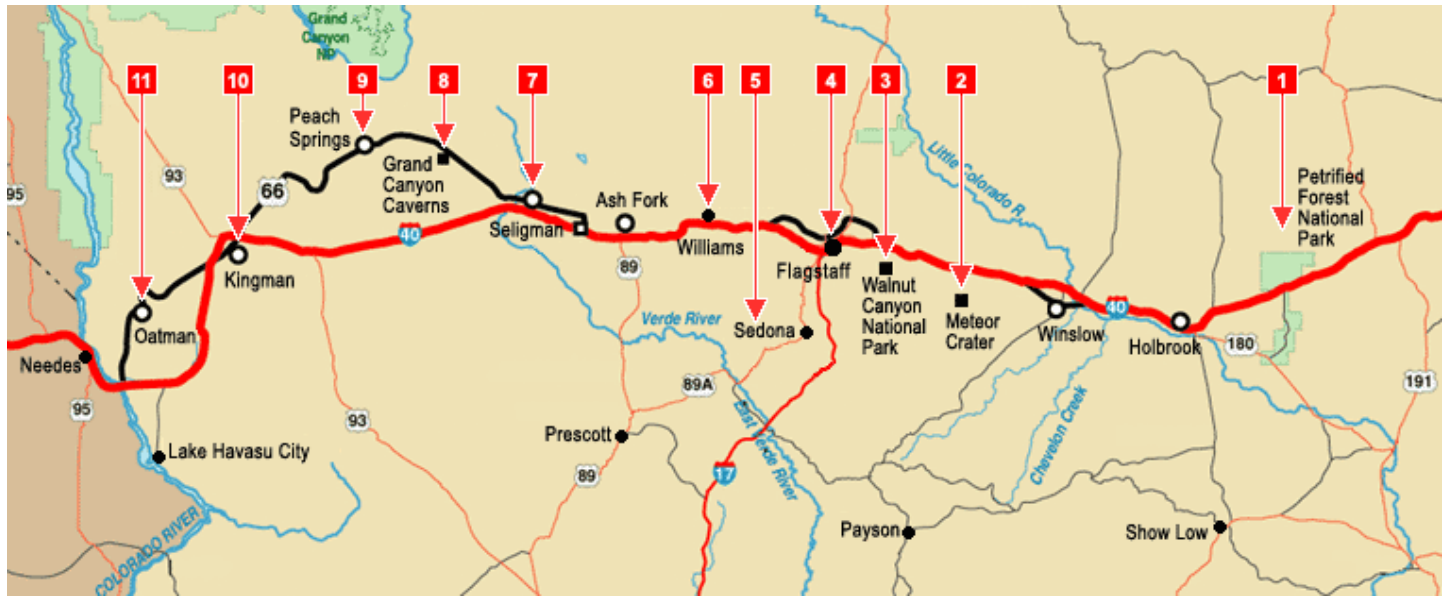 Grand
Canyon
NP
11
10
9
8
7
6
5
4
3
2
1
Peach
Springs
Grand
Canyon
Caverns
93
95
66
40
Seligman
Ash Fork
Williams
Flagstaff
Walnut
Canyon
National
Park
Meteor
Crater
Little Colorado R.
Petrified
Forest
National
Park
Kingman
Oatman
Needes
95
93
89
Verde River
Sedona
Winslow
40
Holbrook
180
191
89A
East Verde River
Chevelon Creek
Lake Havasu City
Prescott
89
17
COLORADO RIVER
Payson
Show Low